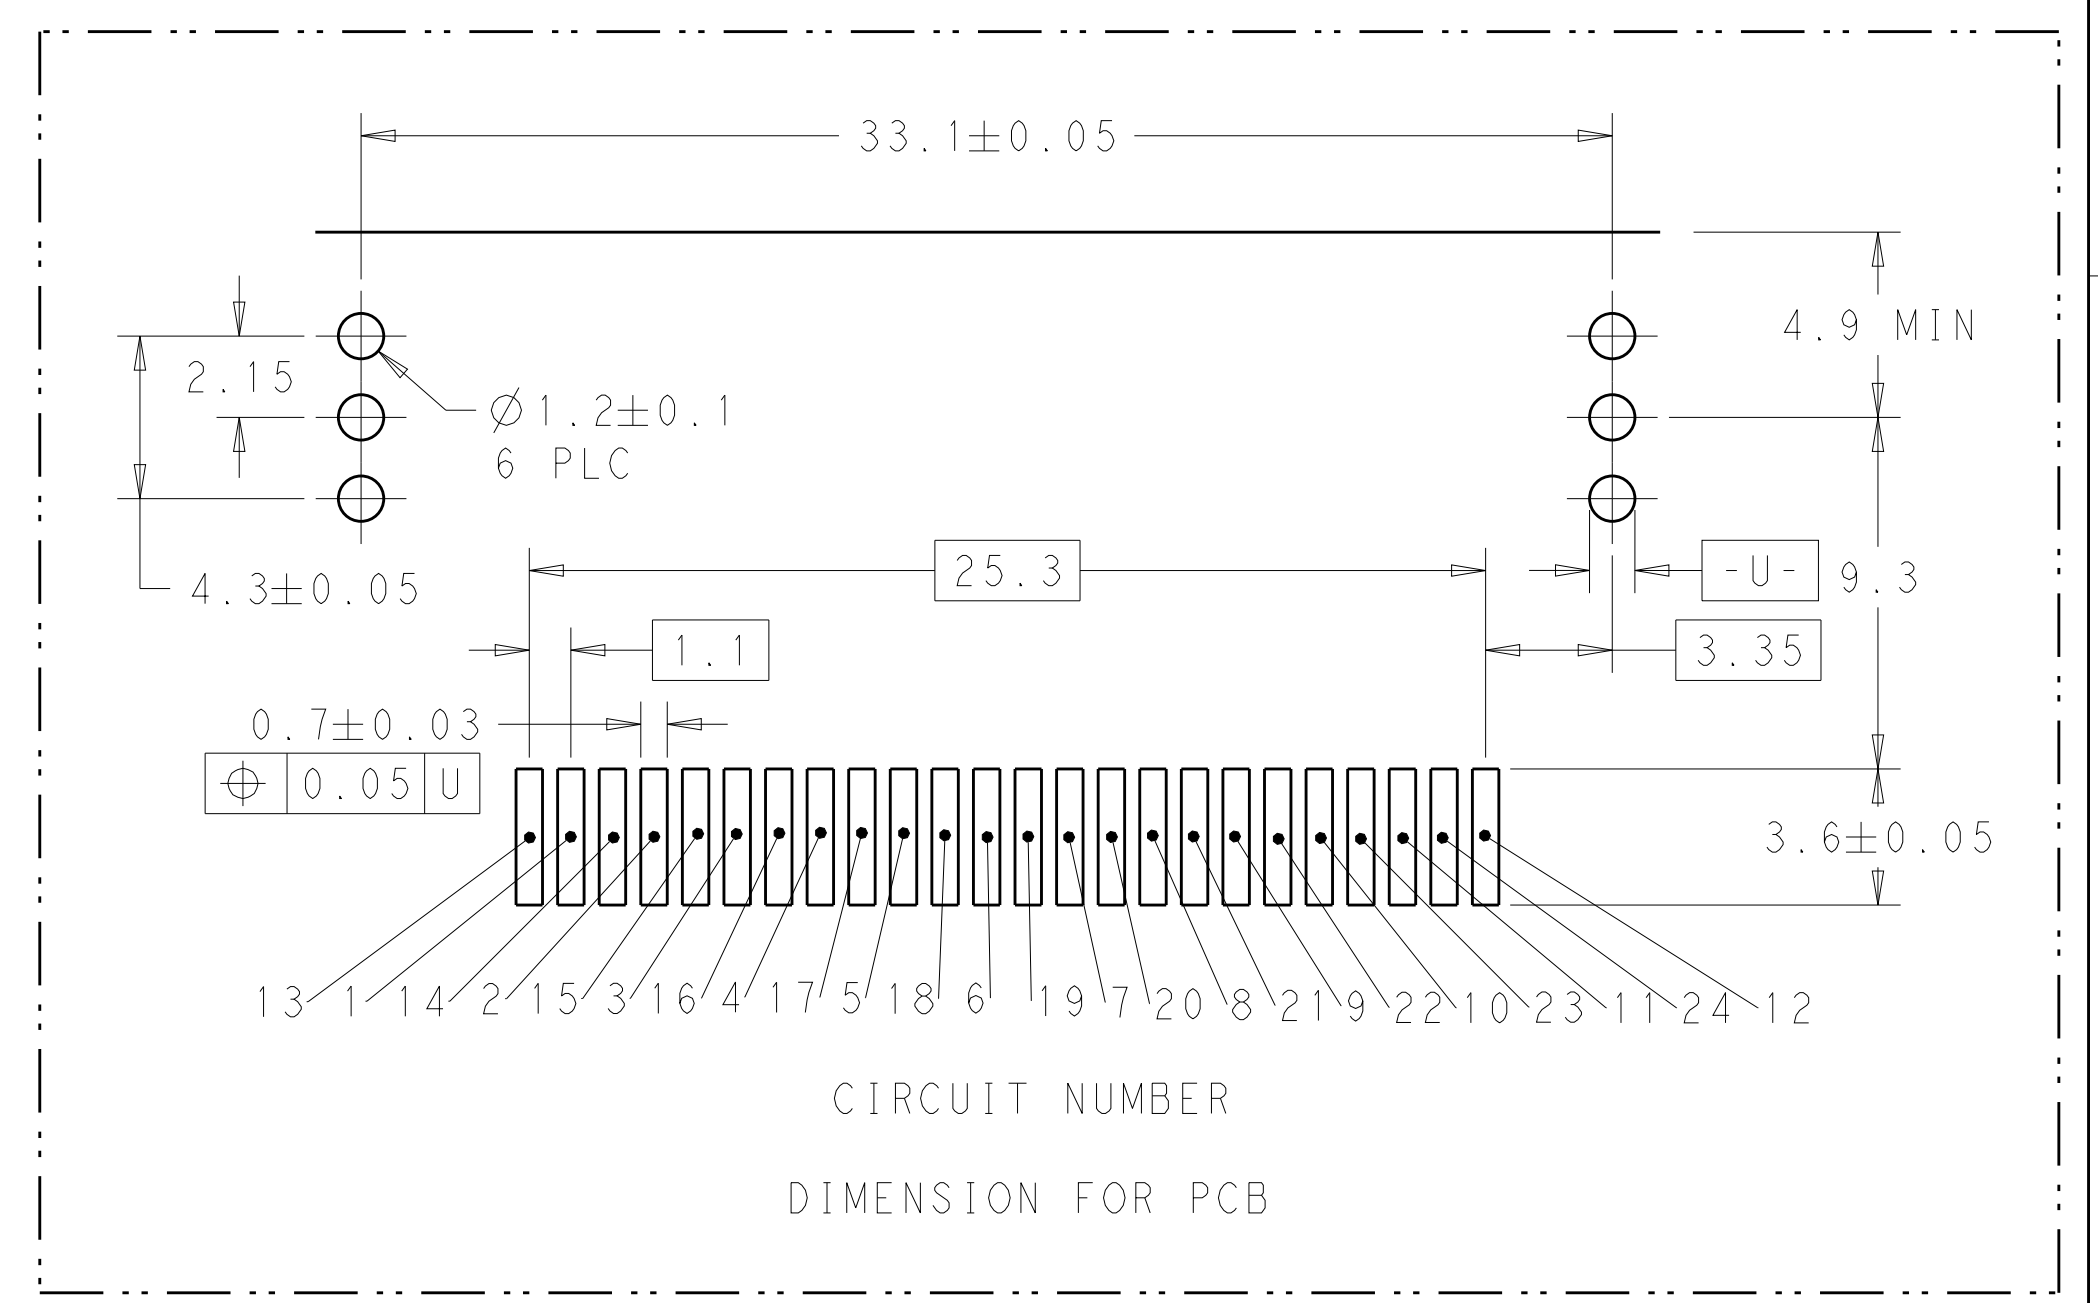 33.1±0.05
4.9 MIN
2.15
⌀1.2±0.1
6 PLC
4.3±0.05
25.3
-U-
9.3
1.1
3.35
0.7±0.03
⌖ 0.05 U
3.6±0.05
13 1 14 2 15 3 16 4 17 5 18 6 19 7 20 8 21 9 22 10 23 11 24 12
CIRCUIT NUMBER
DIMENSION FOR PCB